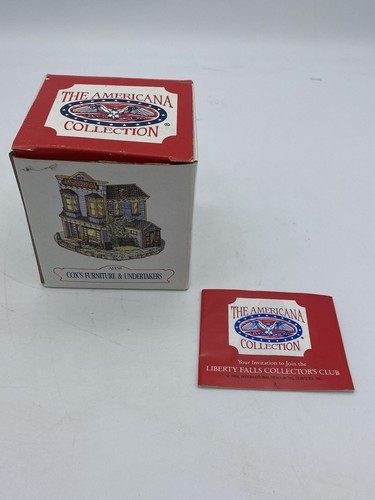 THE AMERICANA
COLLECTION
®
COX'S FURNITURE & UNDERTAKERS
THE AMERICANA
COLLECTION
®
Your Invitation to Join the
LIBERTY FALLS COLLECTOR'S CLUB